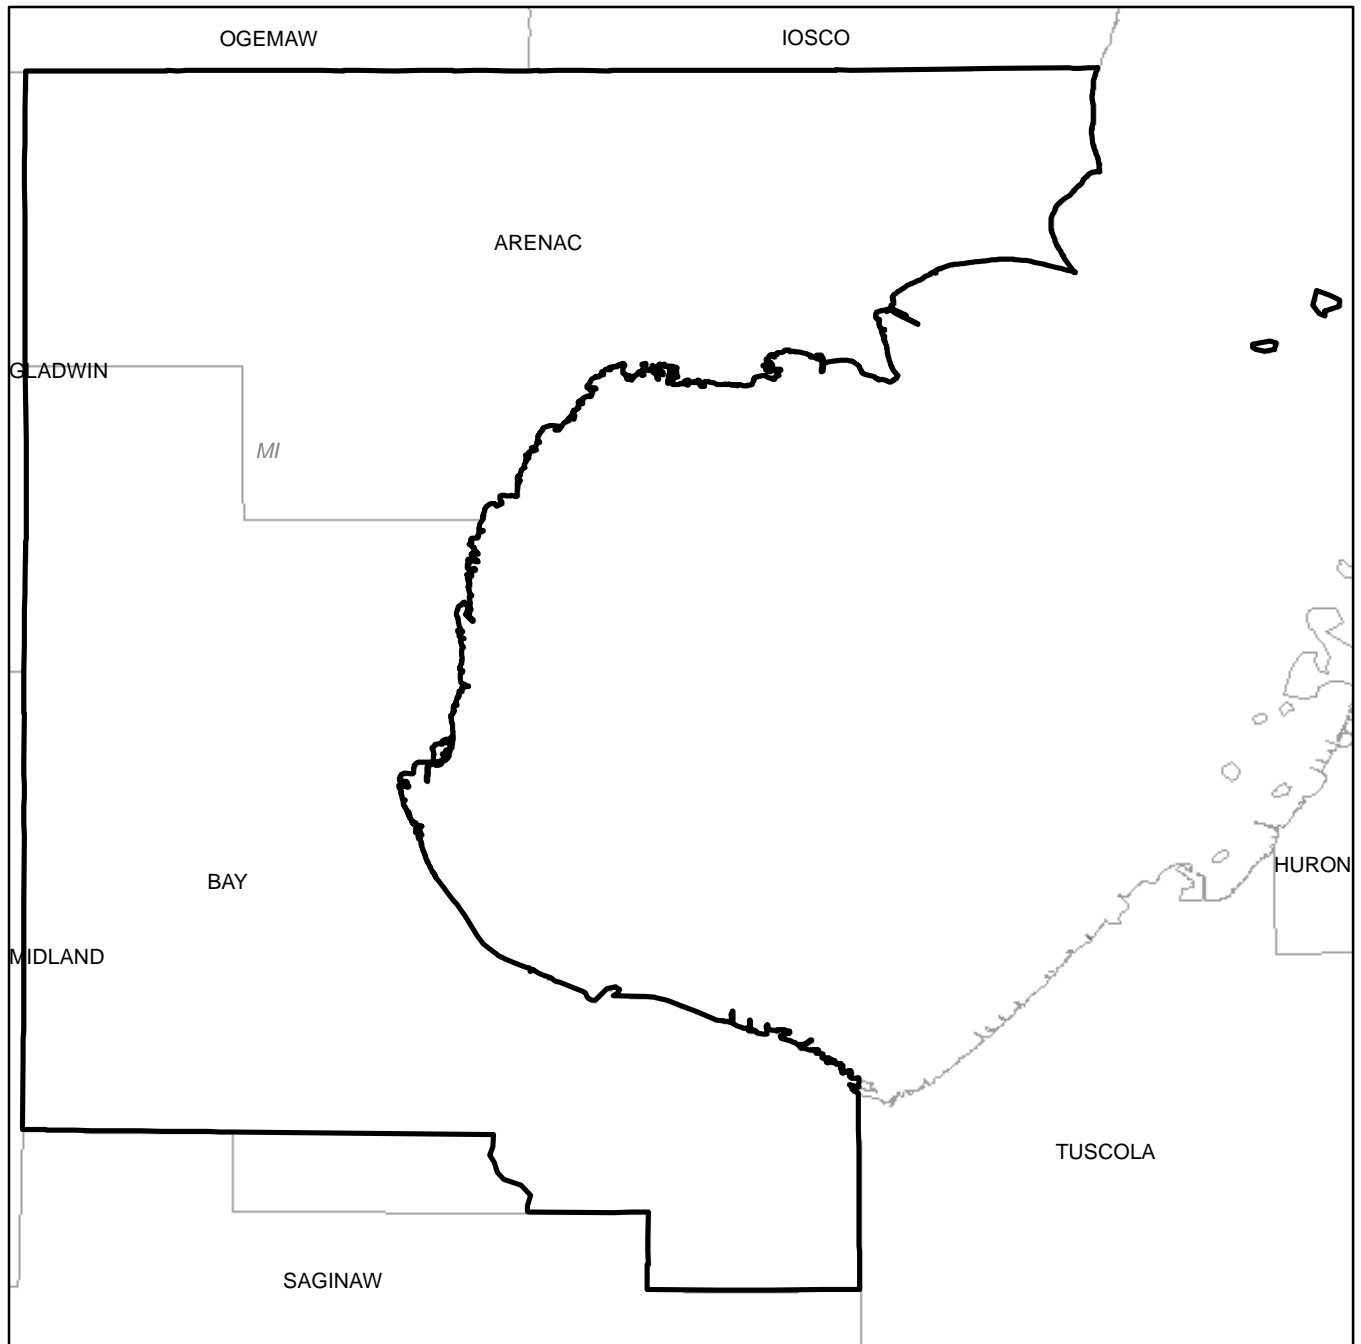 OGEMAW
IOSCO
ARENAC
GLADWIN
MI
HURON
BAY
MIDLAND
TUSCOLA
SAGINAW